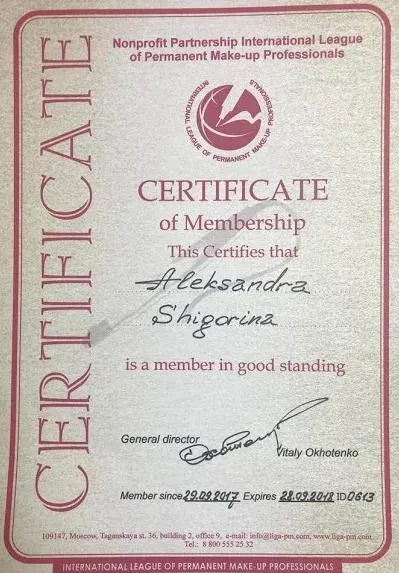 CERTIFICATE
Nonprofit Partnership International League
of Permanent Make-up Professionals
INTERNATIONAL LEAGUE OF PERMANENT MAKE-UP PROFESSIONALS
CERTIFICATE
of Membership
This Certifies that
Aleksandra
Shigorina
is a member in good standing
General director
Vitaly Okhotenko
Member since 29.09.2017 Expires 28.09.2018 ID 0613
109147, Moscow, Taganskaya st. 36, building 2, office 9, e-mail: info@liga-pm.com, www.liga-pm.com
Tel.: 8 800 555 25 32
INTERNATIONAL LEAGUE OF PERMANENT MAKE-UP PROFESSIONALS